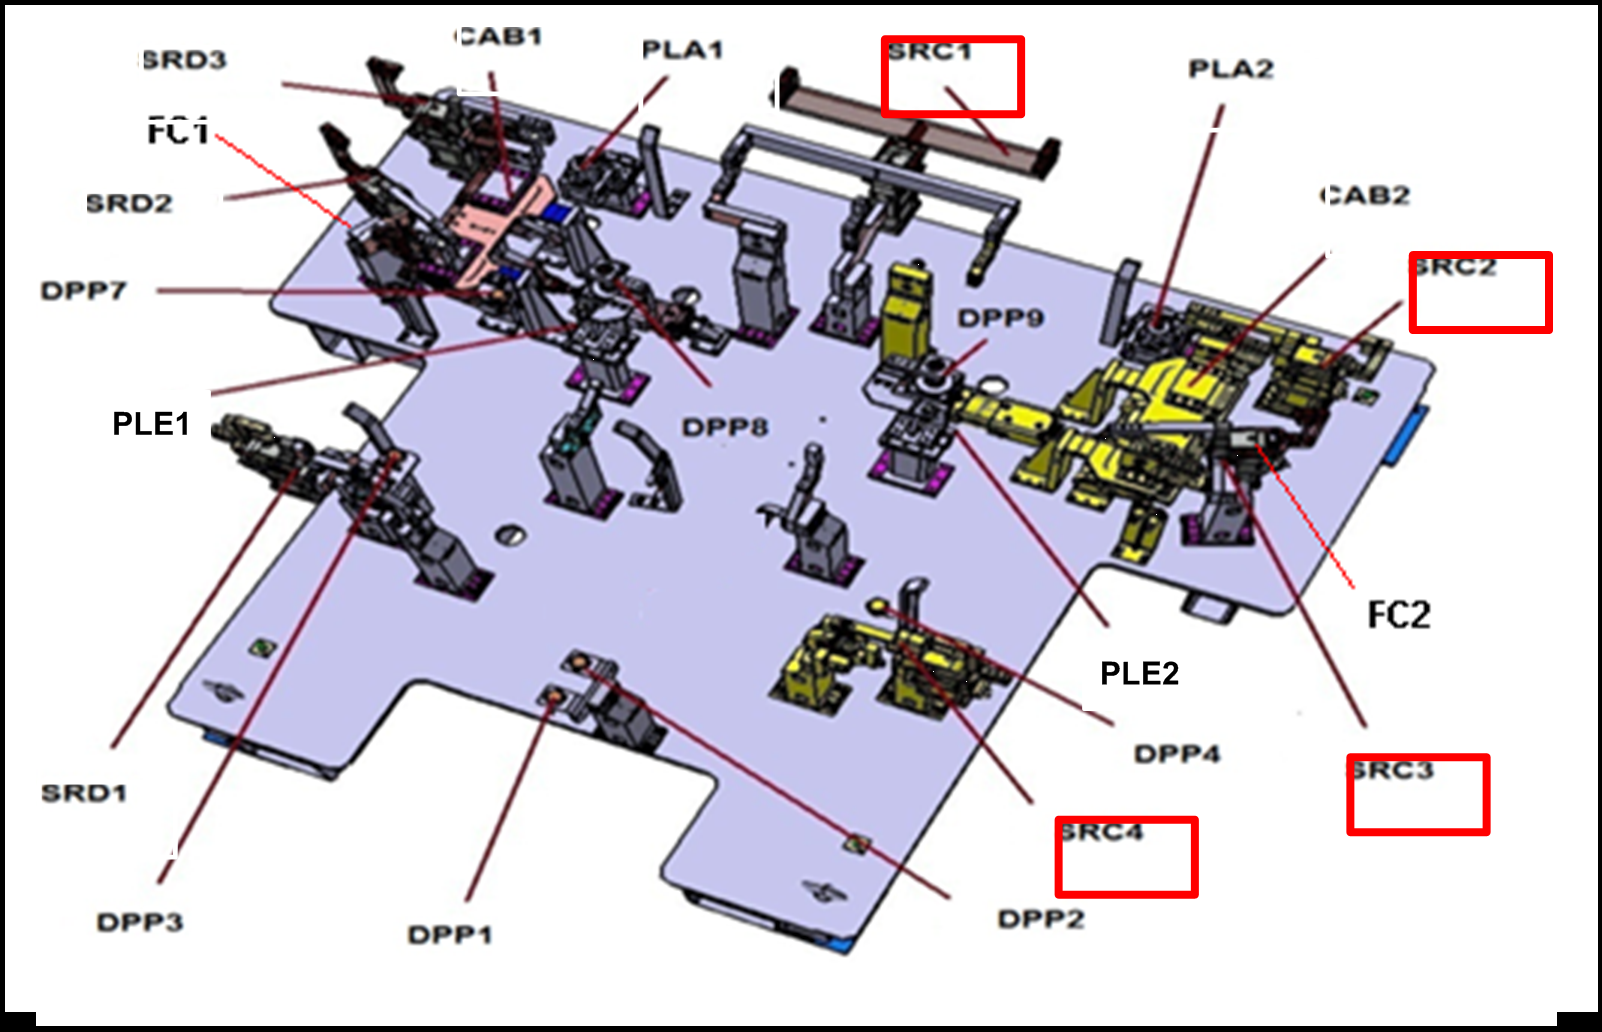 CAB1
PLA1
SRC1
SRD3
PLA2
FC1
CAB2
SRD2
SRC2
DPP7
DPP9
PLE1
DPP8
FC2
PLE2
DPP4
SRC3
SRD1
SRC4
DPP3
DPP1
DPP2